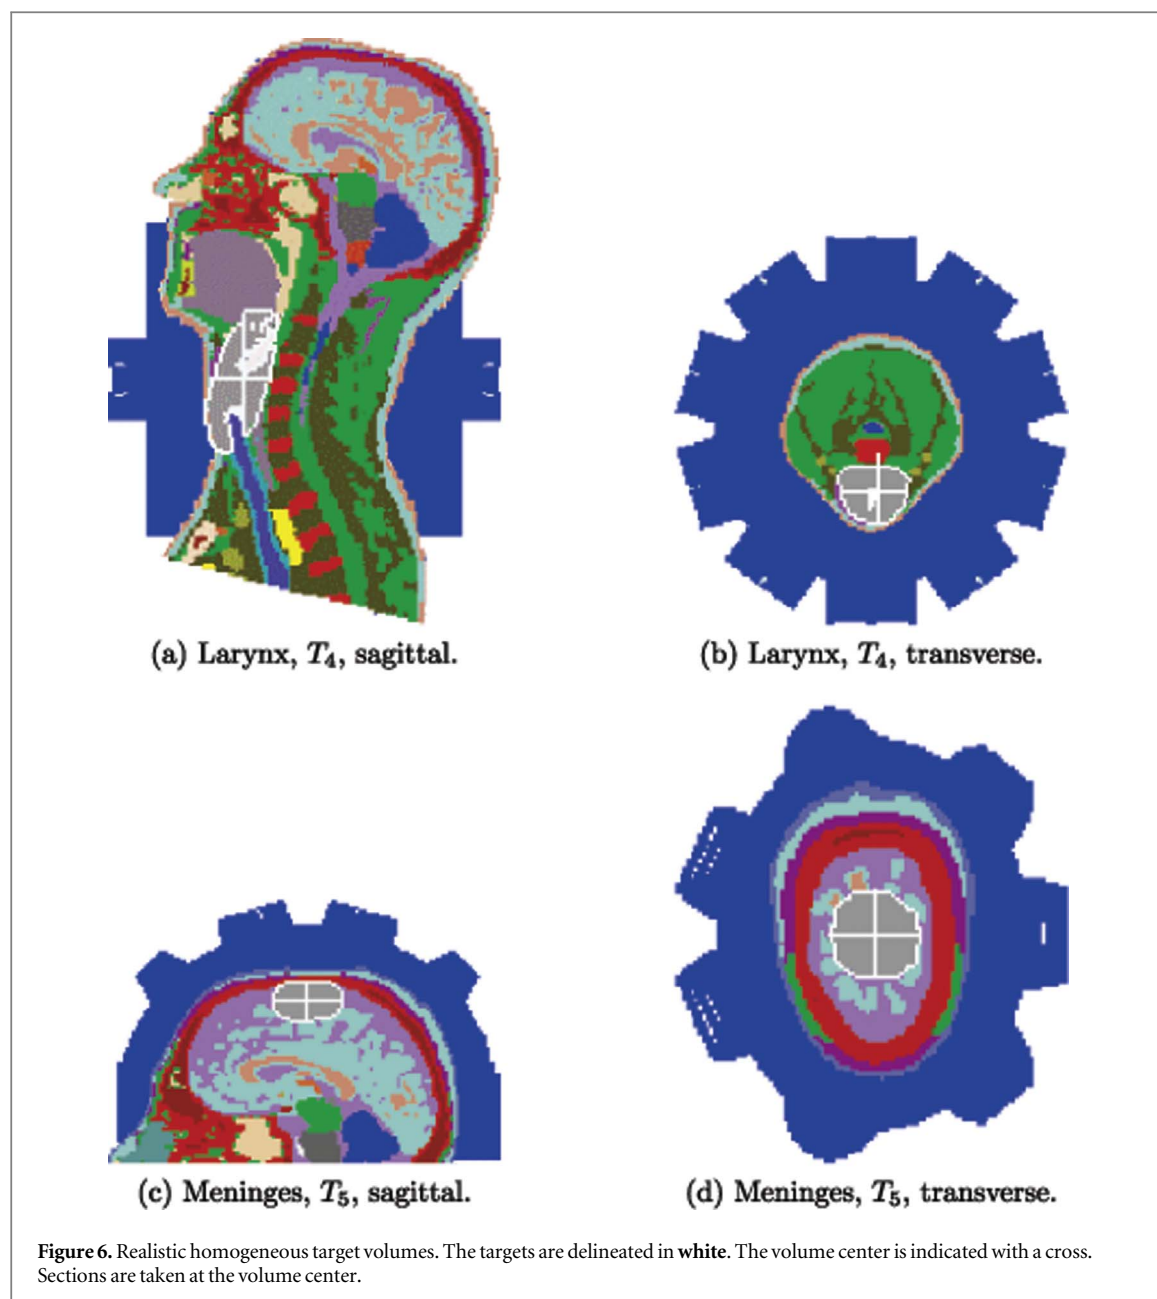 (a) Larynx, T4, sagittal.
(b) Larynx, T4, transverse.
(c) Meninges, T5, sagittal.
(d) Meninges, T5, transverse.
Figure 6. Realistic homogeneous target volumes. The targets are delineated in white. The volume center is indicated with a cross.
Sections are taken at the volume center.